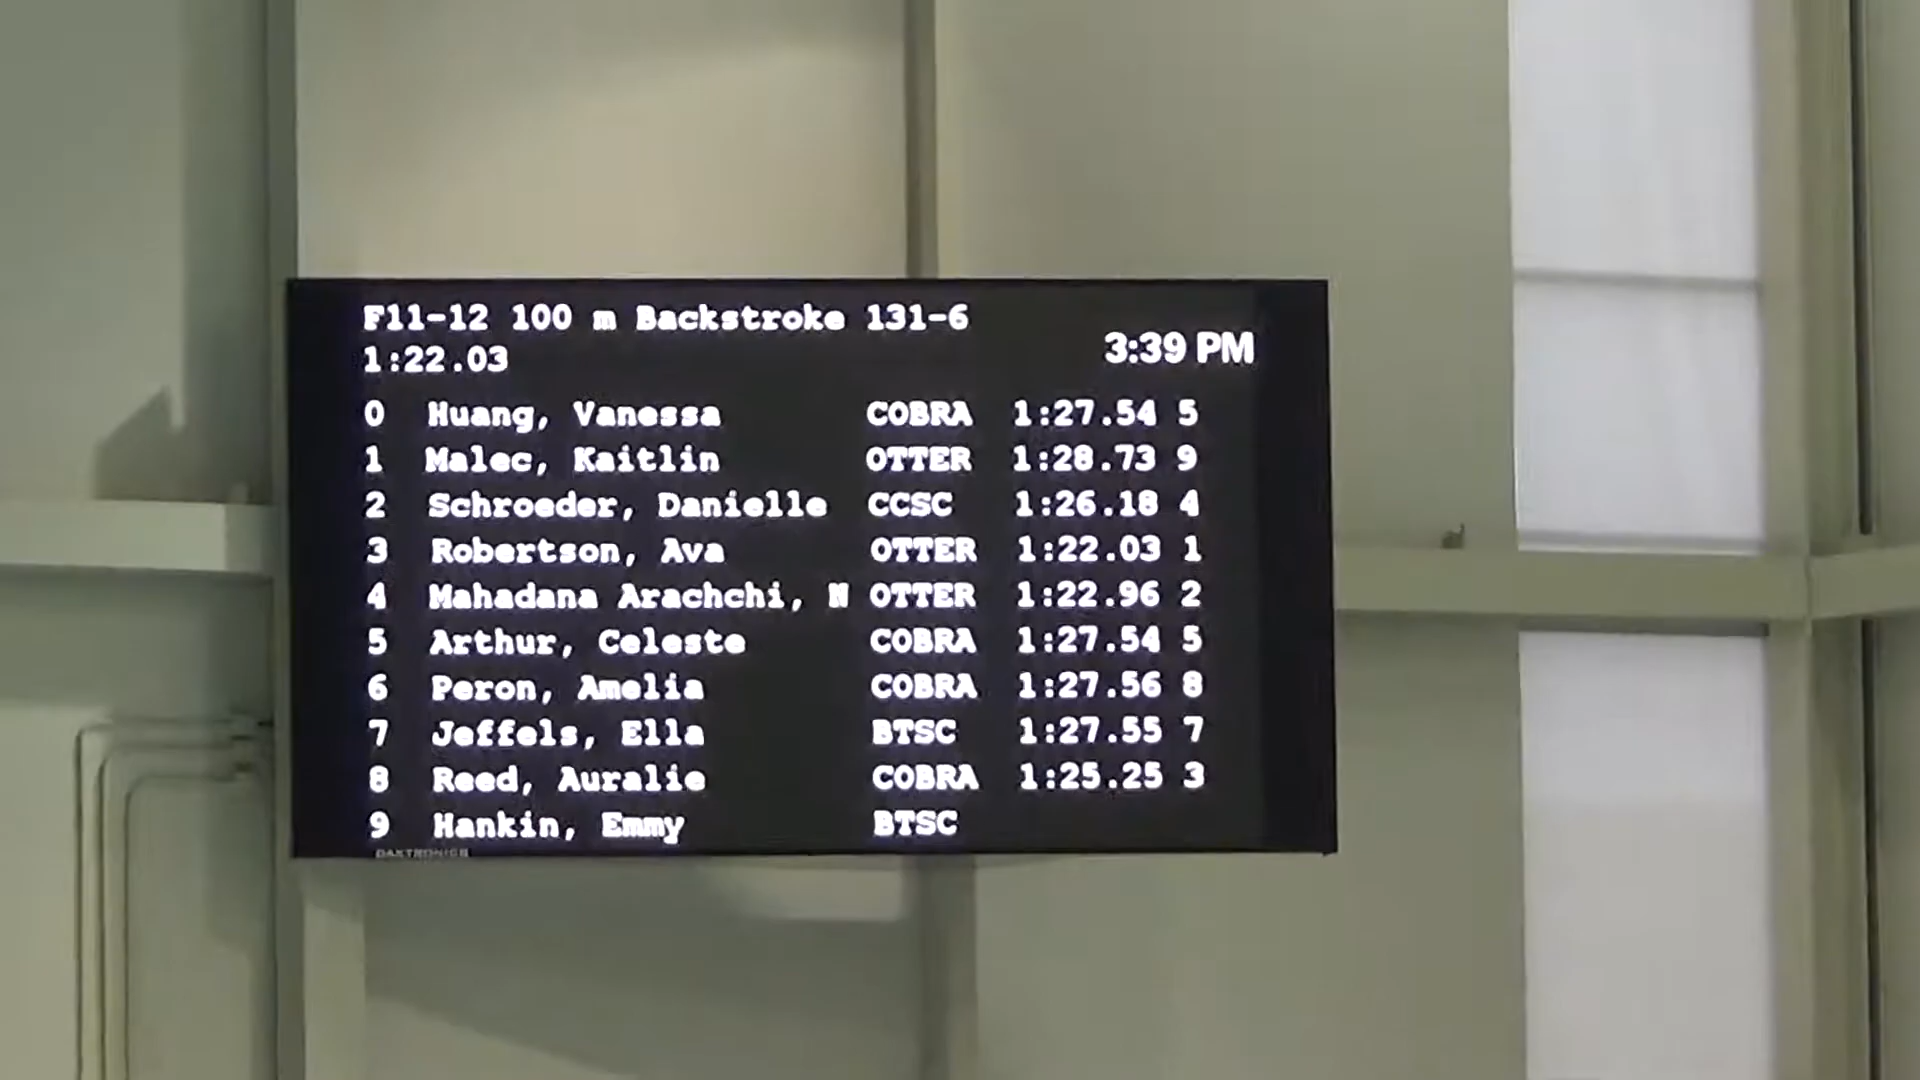 F11-12 100 m Backstroke 131-6
1:22.03
3:39 PM
0 Huang, Vanessa COBRA 1:27.54 5
1 Malec, Kaitlin OTTER 1:28.73 9
2 Schroeder, Danielle CCSC 1:26.18 4
3 Robertson, Ava OTTER 1:22.03 1
4 Mahadana Arachchi, N OTTER 1:22.96 2
5 Arthur, Celeste COBRA 1:27.54 5
6 Peron, Amelia COBRA 1:27.56 8
7 Jeffels, Ella BTSC 1:27.55 7
8 Reed, Auralie COBRA 1:25.25 3
9 Hankin, Emmy BTSC
DAKTRONICS